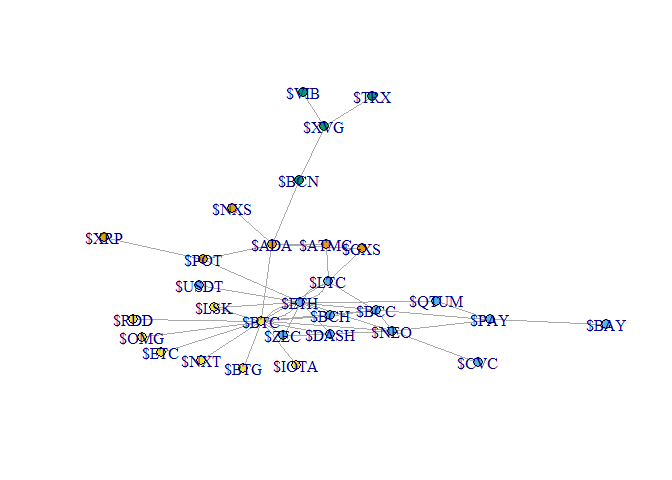 $VIB
$TRX
$XVG
$BCN
$NXS
$XRP
$ADA
$ATMC
$GXS
$POT
$LTC
$USDT
$ETH
$QTUM
$LSK
$BCC
$BCH
$RDD
$BTC
$PAY
$BAY
$NEO
$OMG
$ZEC
$DASH
$ETC
$NXT
$CVC
$IOTA
$BTG